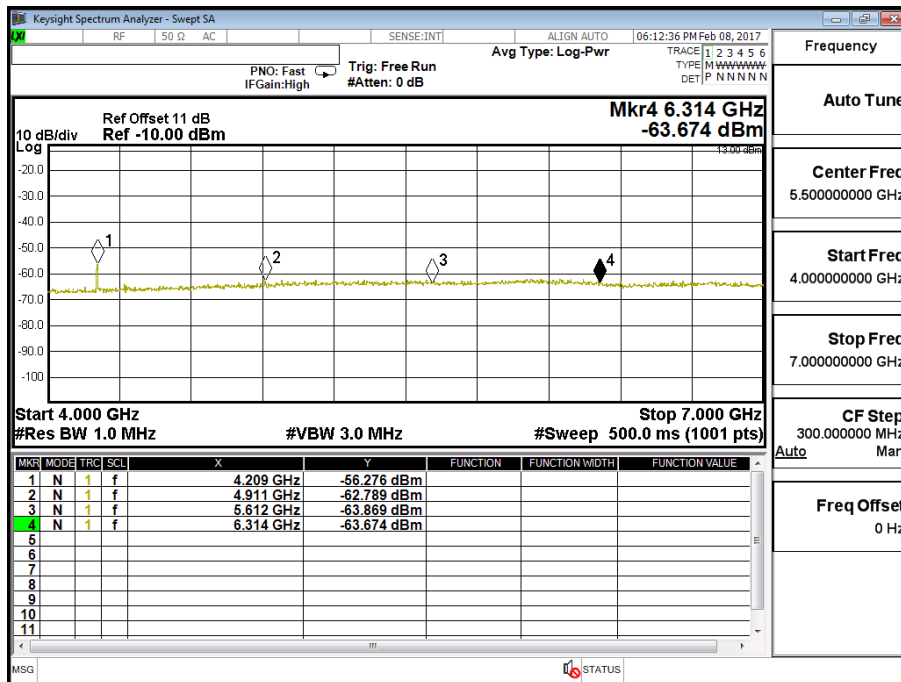 Keysight Spectrum Analyzer - Swept SA
LXI RF 50 Ω AC SENSE:INT ALIGN AUTO 06:12:36 PM Feb 08, 2017
Avg Type: Log-Pwr
TRACE 1 2 3 4 5 6
TYPE M W W W W W
DET P N N N N N
PNO: Fast
IFGain:High
Trig: Free Run
#Atten: 0 dB
Frequency
Auto Tune
Mkr4 6.314 GHz
-63.674 dBm
Ref Offset 11 dB
10 dB/div Ref -10.00 dBm
Log
-13.00 dBm
-20.0
-30.0
-40.0
-50.0
-60.0
-70.0
-80.0
-90.0
-100
1
2
3
4
Center Freq
5.500000000 GHz
Start Freq
4.000000000 GHz
Stop Freq
7.000000000 GHz
CF Step
300.000000 MHz
Auto Man
Freq Offset
0 Hz
Start 4.000 GHz Stop 7.000 GHz
#Res BW 1.0 MHz #VBW 3.0 MHz #Sweep 500.0 ms (1001 pts)
MKR MODE TRC SCL X Y FUNCTION FUNCTION WIDTH FUNCTION VALUE
1 N 1 f 4.209 GHz -56.276 dBm
2 N 1 f 4.911 GHz -62.789 dBm
3 N 1 f 5.612 GHz -63.869 dBm
4 N 1 f 6.314 GHz -63.674 dBm
5
6
7
8
9
10
11
MSG STATUS